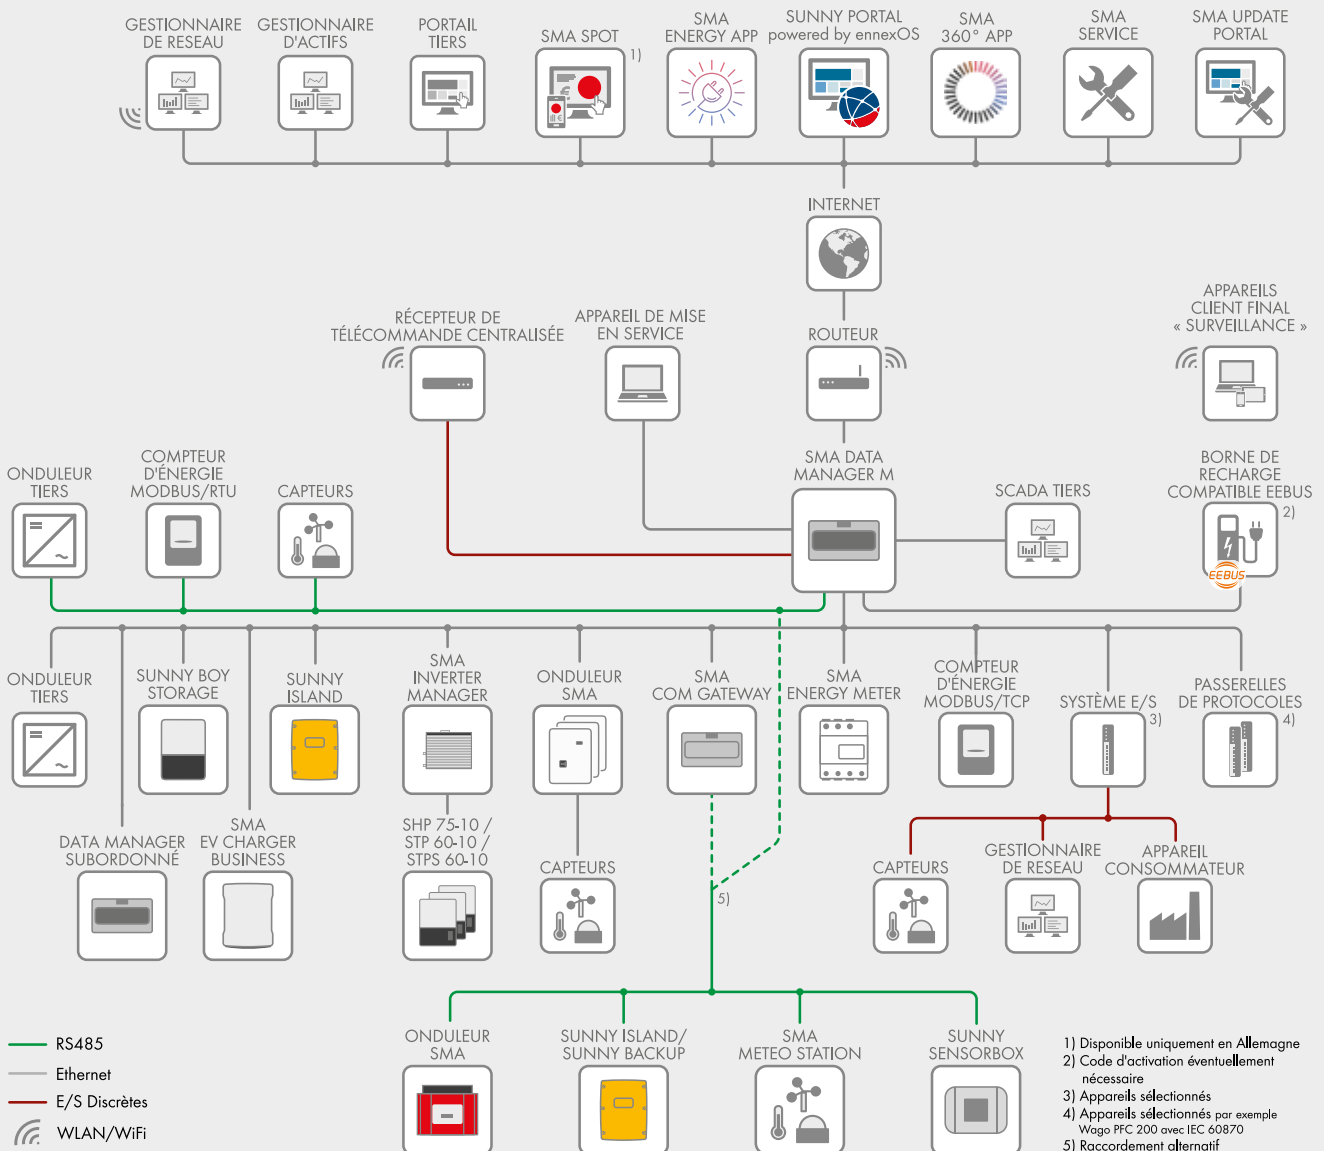 GESTIONNAIRE
DE RESEAU
GESTIONNAIRE
D'ACTIFS
PORTAIL
TIERS
SMA SPOT
1)
SMA
ENERGY APP
SUNNY PORTAL
powered by ennexOS
SMA
360° APP
SMA
SERVICE
SMA UPDATE
PORTAL
INTERNET
RÉCEPTEUR DE
TÉLÉCOMMANDE CENTRALISÉE
APPAREIL DE MISE
EN SERVICE
ROUTEUR
APPAREILS
CLIENT FINAL
« SURVEILLANCE »
ONDULEUR
TIERS
COMPTEUR
D'ÉNERGIE
MODBUS/RTU
CAPTEURS
SMA DATA
MANAGER M
SCADA TIERS
BORNE DE
RECHARGE
COMPATIBLE EEBUS
2)
EEBUS
ONDULEUR
TIERS
SUNNY BOY
STORAGE
SUNNY
ISLAND
SMA
INVERTER
MANAGER
ONDULEUR
SMA
SMA
COM GATEWAY
SMA
ENERGY METER
COMPTEUR
D'ÉNERGIE
MODBUS/TCP
SYSTÈME E/S
3)
PASSERELLES
DE PROTOCOLES
4)
DATA MANAGER
SUBORDONNÉ
SMA
EV CHARGER
BUSINESS
SHP 75-10 /
STP 60-10 /
STPS 60-10
CAPTEURS
5)
CAPTEURS
GESTIONNAIRE
DE RESEAU
APPAREIL
CONSOMMATEUR
ONDULEUR
SMA
SUNNY ISLAND/
SUNNY BACKUP
SMA
METEO STATION
SUNNY
SENSORBOX
RS485
Ethernet
E/S Discrètes
WLAN/WiFi
1) Disponible uniquement en Allemagne
2) Code d'activation éventuellement
nécessaire
3) Appareils sélectionnés
4) Appareils sélectionnés par exemple
Wago PFC 200 avec IEC 60870
5) Raccordement alternatif